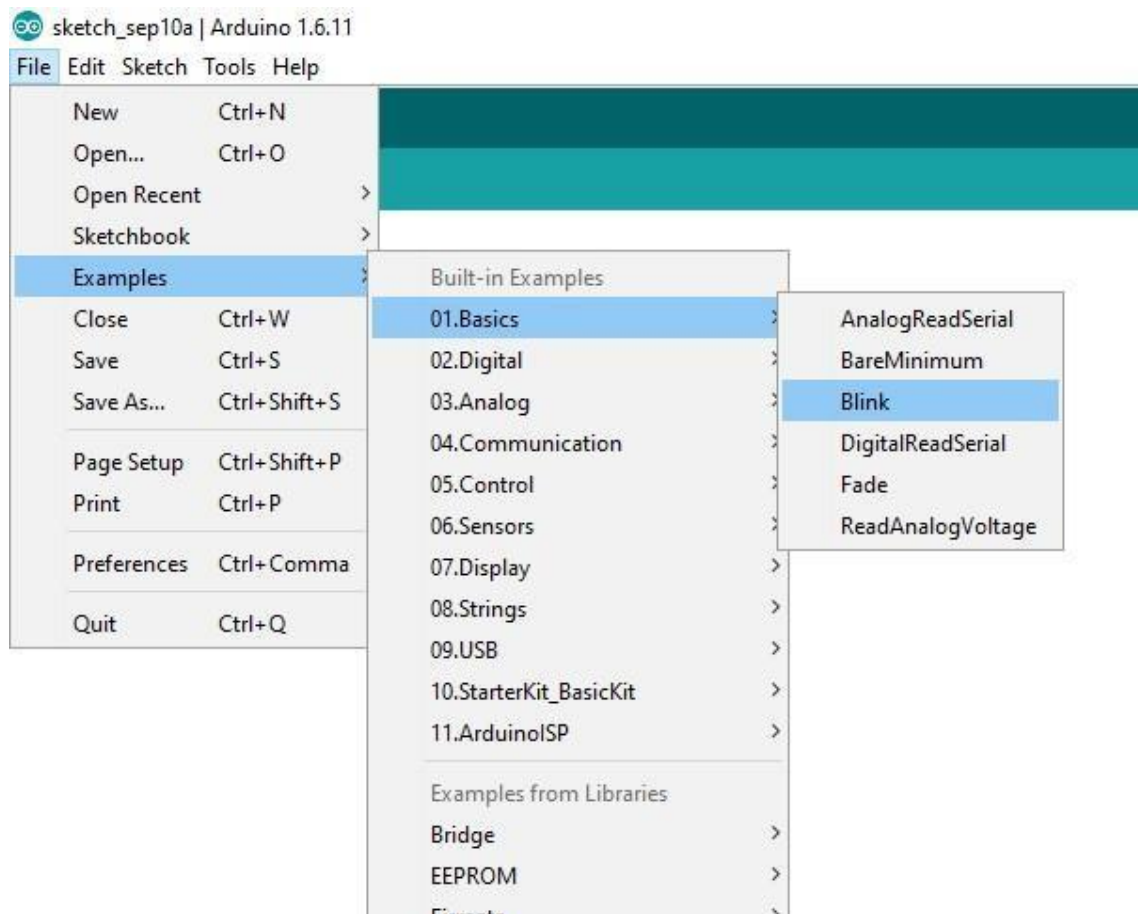 sketch_sep10a | Arduino 1.6.11
File Edit Sketch Tools Help
New Ctrl+N
Open... Ctrl+O
Open Recent
Sketchbook
Examples
Close Ctrl+W
Save Ctrl+S
Save As... Ctrl+Shift+S
Page Setup Ctrl+Shift+P
Print Ctrl+P
Preferences Ctrl+Comma
Quit Ctrl+Q
Built-in Examples
01.Basics
02.Digital
03.Analog
04.Communication
05.Control
06.Sensors
07.Display
08.Strings
09.USB
10.StarterKit_BasicKit
11.ArduinoISP
Examples from Libraries
Bridge
EEPROM
AnalogReadSerial
BareMinimum
Blink
DigitalReadSerial
Fade
ReadAnalogVoltage